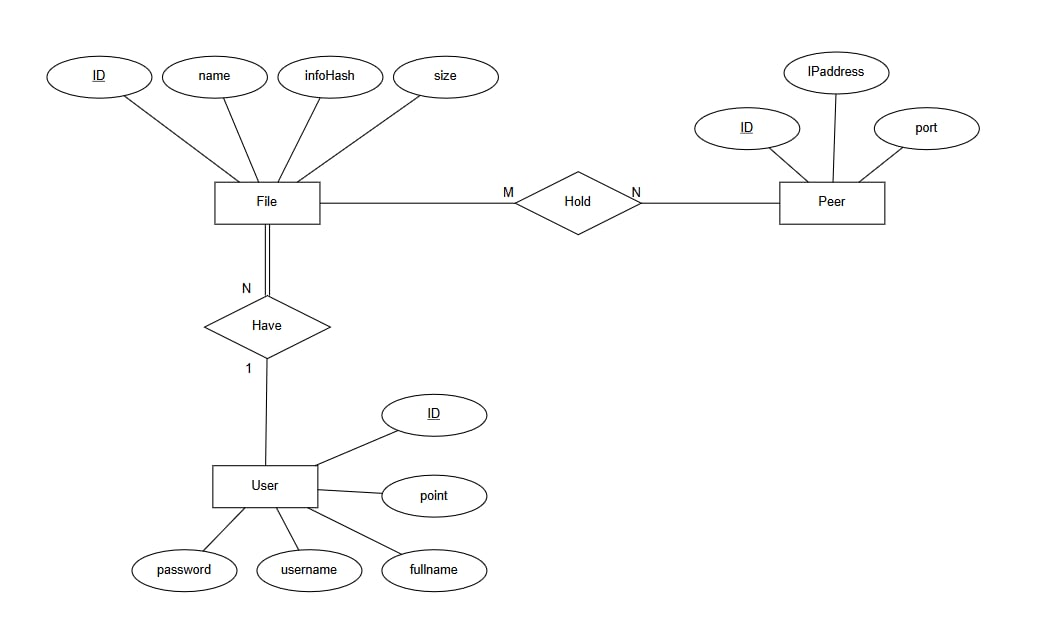 ID
name
infoHash
size
IPaddress
ID
port
File
M
Hold
N
Peer
N
Have
1
ID
User
point
password
username
fullname